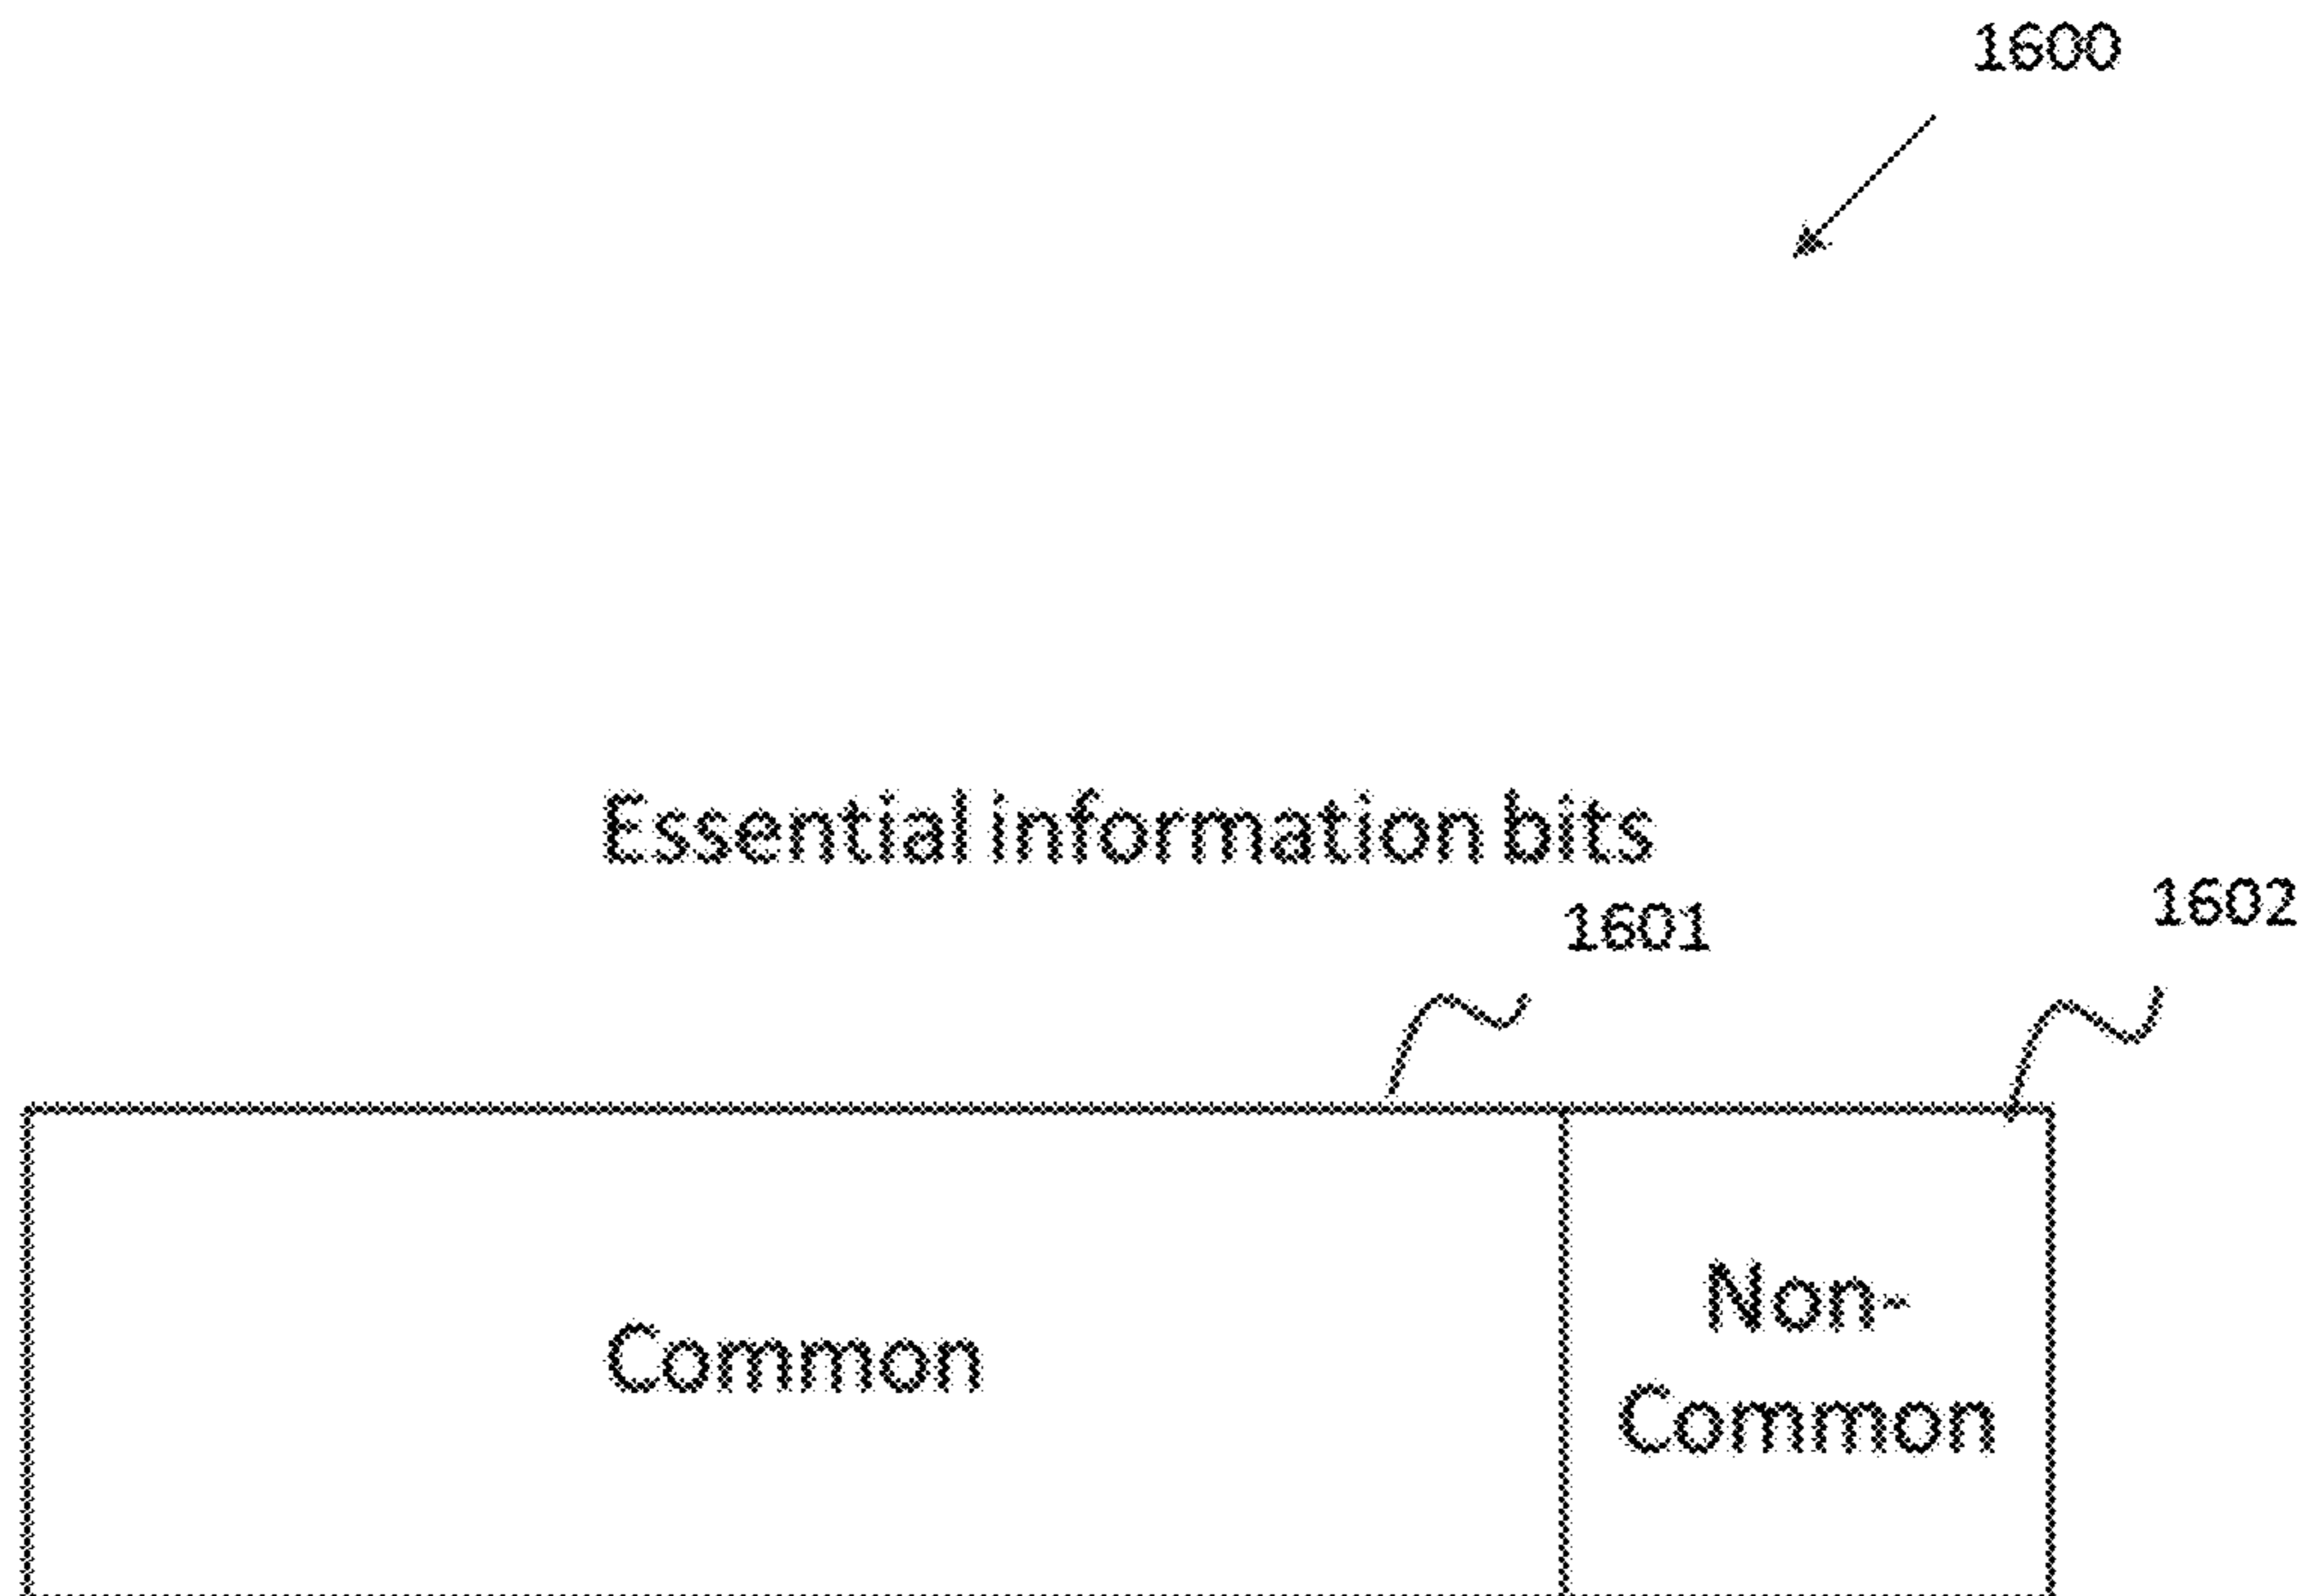 1600
Essential information bits
1601
1602
Common
Non-
Common